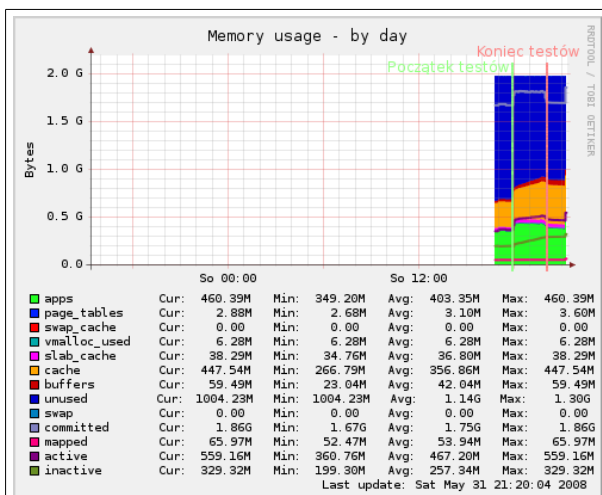 Memory usage - by day
RRDTOOL / TOBI OETIKER
Koniec testów
Początek testów
Bytes
2.0 G
1.5 G
1.0 G
0.5 G
0.0
So 00:00 So 12:00
apps Cur: 460.39M Min: 349.20M Avg: 403.35M Max: 460.39M
page_tables Cur: 2.88M Min: 2.68M Avg: 3.10M Max: 3.60M
swap_cache Cur: 0.00 Min: 0.00 Avg: 0.00 Max: 0.00
vmalloc_used Cur: 6.28M Min: 6.28M Avg: 6.28M Max: 6.28M
slab_cache Cur: 38.29M Min: 34.76M Avg: 36.80M Max: 38.29M
cache Cur: 447.54M Min: 266.79M Avg: 356.86M Max: 447.54M
buffers Cur: 59.49M Min: 23.04M Avg: 42.04M Max: 59.49M
unused Cur: 1004.23M Min: 1004.23M Avg: 1.14G Max: 1.30G
swap Cur: 0.00 Min: 0.00 Avg: 0.00 Max: 0.00
committed Cur: 1.86G Min: 1.67G Avg: 1.75G Max: 1.86G
mapped Cur: 65.97M Min: 52.47M Avg: 53.94M Max: 65.97M
active Cur: 559.16M Min: 360.76M Avg: 467.20M Max: 559.16M
inactive Cur: 329.32M Min: 199.30M Avg: 257.34M Max: 329.32M
Last update: Sat May 31 21:20:04 2008